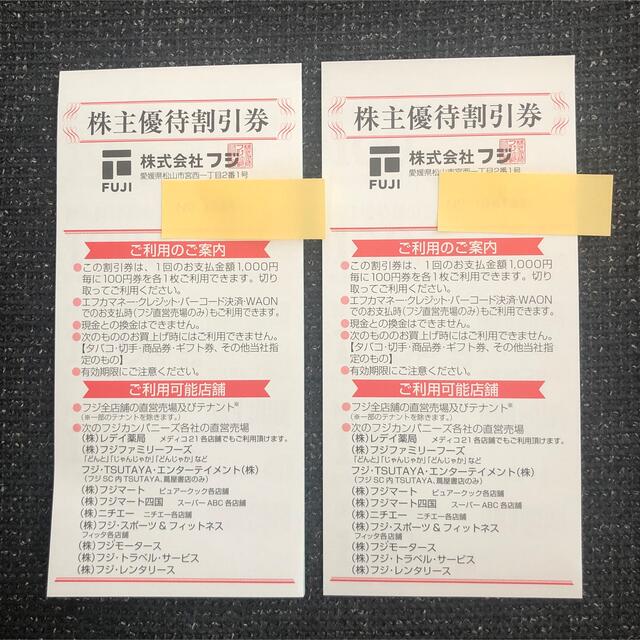 株主優待割引券
FUJI
株式会社フジ
愛媛県松山市宮西一丁目2番1号
ご利用のご案内
●この割引券は、1回のお支払金額1,000円
毎に100円券を各1枚ご利用できます。切り
取ってご利用ください。
●エフカマネー・クレジット・バーコード決済・WAON
でのお支払時(フジ直営売場のみ)もご利用できます。
●現金との換金はできません。
●次のもののお買上げ時にはご利用できません。
【タバコ・切手・商品券・ギフト券、その他当社指
定のもの】
●有効期限にご注意ください。
ご利用可能店舗
●フジ全店舗の直営売場及びテナント※
(※一部のテナントを除きます。)
●次のフジカンパニーズ各社の直営売場
(株)レデイ薬局 メディコ21各店舗でもご利用頂けます。
(株)フジファミリーフーズ
「どんと」「じゃんじゃか」「どんじゃか」など
フジ・TSUTAYA・エンターテイメント(株)
(フジSC内TSUTAYA、蔦屋書店のみ)
(株)フジマート ピュアークック各店舗
(株)フジマート四国 スーパーABC各店舗
(株)ニチエー ニチエー各店舗
(株)フジ・スポーツ&フィットネス
フィッタ各店舗
(株)フジモータース
(株)フジ・トラベル・サービス
(株)フジ・レンタリース
株主優待割引券
FUJI
株式会社フジ
愛媛県松山市宮西一丁目2番1号
ご利用のご案内
●この割引券は、1回のお支払金額1,000円
毎に100円券を各1枚ご利用できます。切り
取ってご利用ください。
●エフカマネー・クレジット・バーコード決済・WAON
でのお支払時(フジ直営売場のみ)もご利用できます。
●現金との換金はできません。
●次のもののお買上げ時にはご利用できません。
【タバコ・切手・商品券・ギフト券、その他当社指
定のもの】
●有効期限にご注意ください。
ご利用可能店舗
●フジ全店舗の直営売場及びテナント※
(※一部のテナントを除きます。)
●次のフジカンパニーズ各社の直営売場
(株)レデイ薬局 メディコ21各店舗でもご利用頂けます。
(株)フジファミリーフーズ
「どんと」「じゃんじゃか」「どんじゃか」など
フジ・TSUTAYA・エンターテイメント(株)
(フジSC内TSUTAYA、蔦屋書店のみ)
(株)フジマート ピュアークック各店舗
(株)フジマート四国 スーパーABC各店舗
(株)ニチエー ニチエー各店舗
(株)フジ・スポーツ&フィットネス
フィッタ各店舗
(株)フジモータース
(株)フジ・トラベル・サービス
(株)フジ・レンタリース